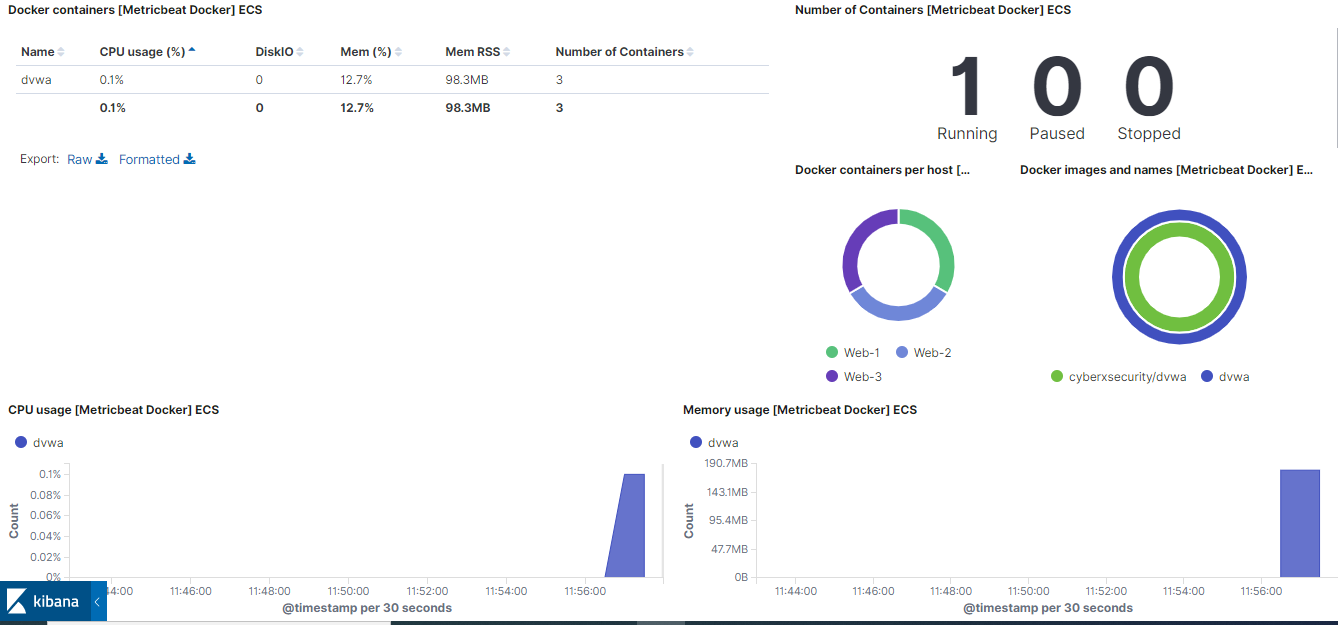 Docker containers [Metricbeat Docker] ECS
Name CPU usage (%) DiskIO Mem (%) Mem RSS Number of Containers
dvwa 0.1% 0 12.7% 98.3MB 3
0.1% 0 12.7% 98.3MB 3
Export: Raw Formatted
Number of Containers [Metricbeat Docker] ECS
1 0 0
Running Paused Stopped
Docker containers per host [...
Web-1 Web-2
Web-3
Docker images and names [Metricbeat Docker] E...
cyberxsecurity/dvwa dvwa
CPU usage [Metricbeat Docker] ECS
dvwa
Count
0.1%
0.08%
0.06%
0.04%
0.02%
0%
44:00 11:46:00 11:48:00 11:50:00 11:52:00 11:54:00 11:56:00
@timestamp per 30 seconds
Memory usage [Metricbeat Docker] ECS
dvwa
Count
190.7MB
143.1MB
95.4MB
47.7MB
0B
11:44:00 11:46:00 11:48:00 11:50:00 11:52:00 11:54:00 11:56:00
@timestamp per 30 seconds
kibana